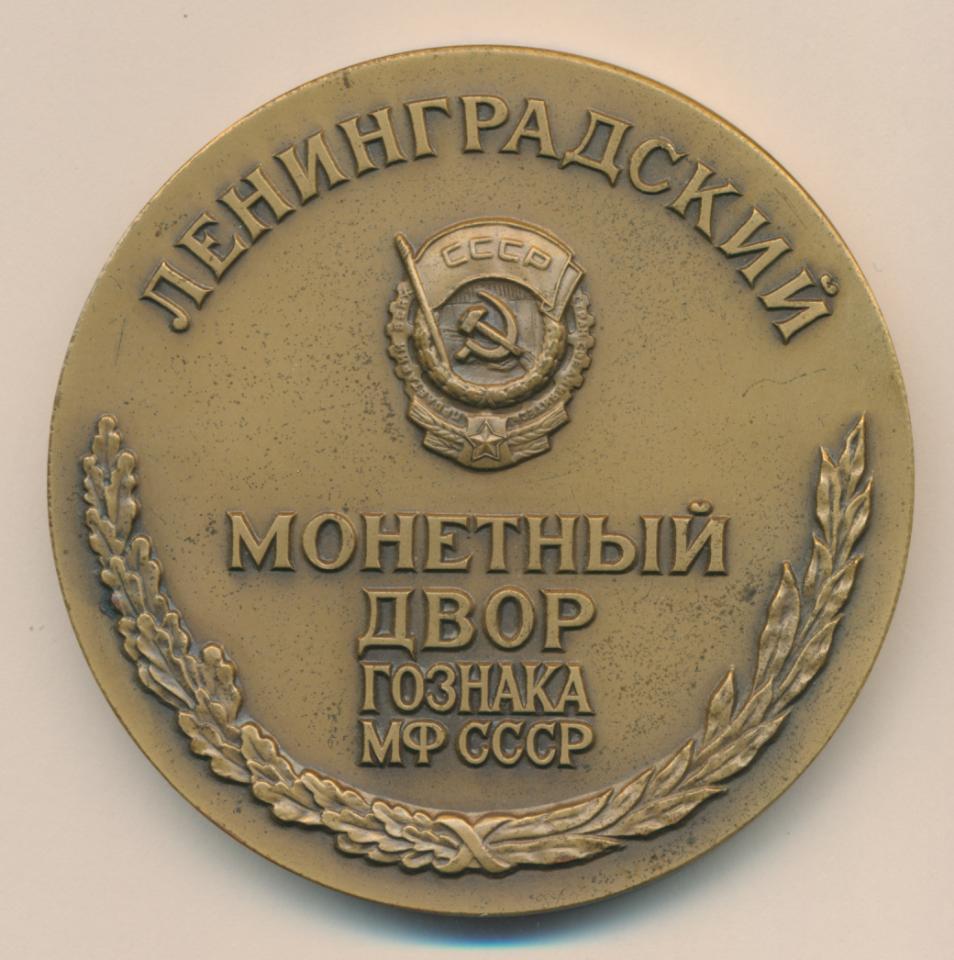 ЛЕНИНГРАДСКИЙ
СССР
МОНЕТНЫЙ
ДВОР
ГОЗНАКА
МФ СССР